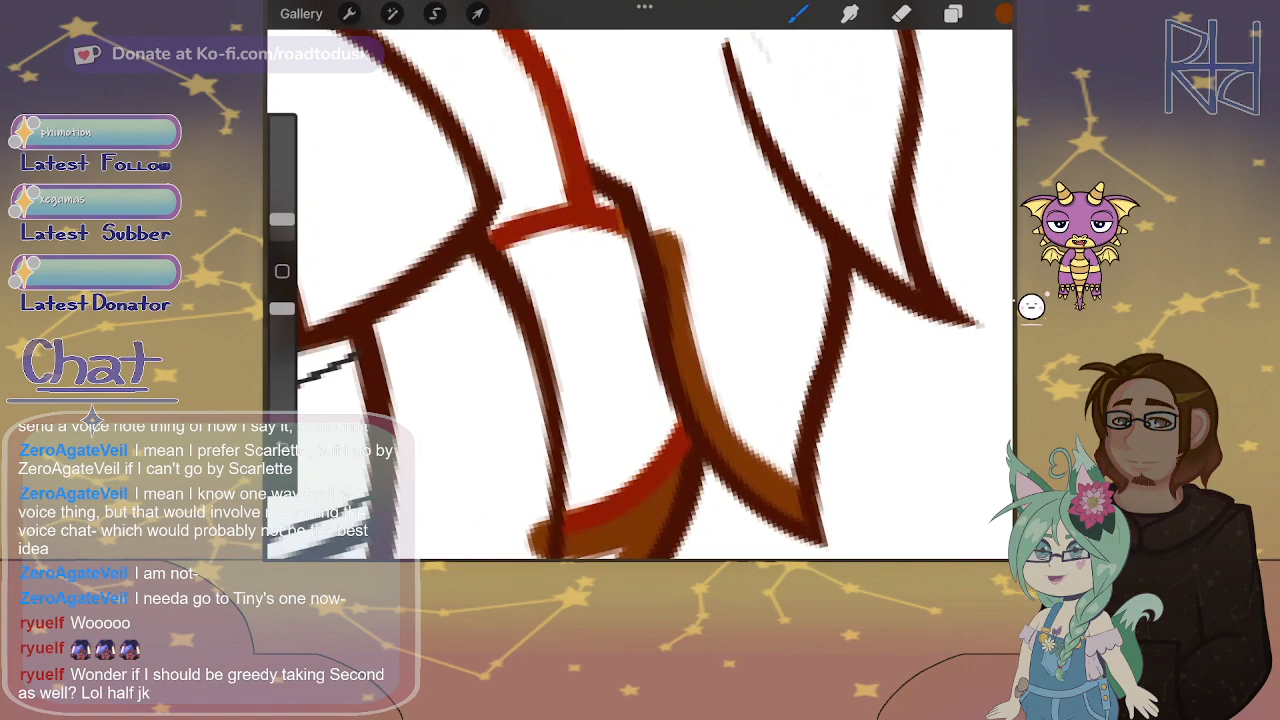 Gallery
Donate at Ko-fi.com/roadtodusk
phimotion
Latest Follow
xcgamas
Latest Subber
Latest Donator
Chat
send a voice note thing of how I say it,
ZeroAgateVeil I mean I prefer Scarlette, but I go by
ZeroAgateVeil if I can't go by Scarlette
ZeroAgateVeil I mean I know one way for the
voice thing, but that would involve me joining the
voice chat- which would probably not be the best
idea
ZeroAgateVeil I am not-
ZeroAgateVeil I needa go to Tiny's one now-
ryuelf Wooooo
ryuelf
ryuelf Wonder if I should be greedy taking Second
as well? Lol half jk